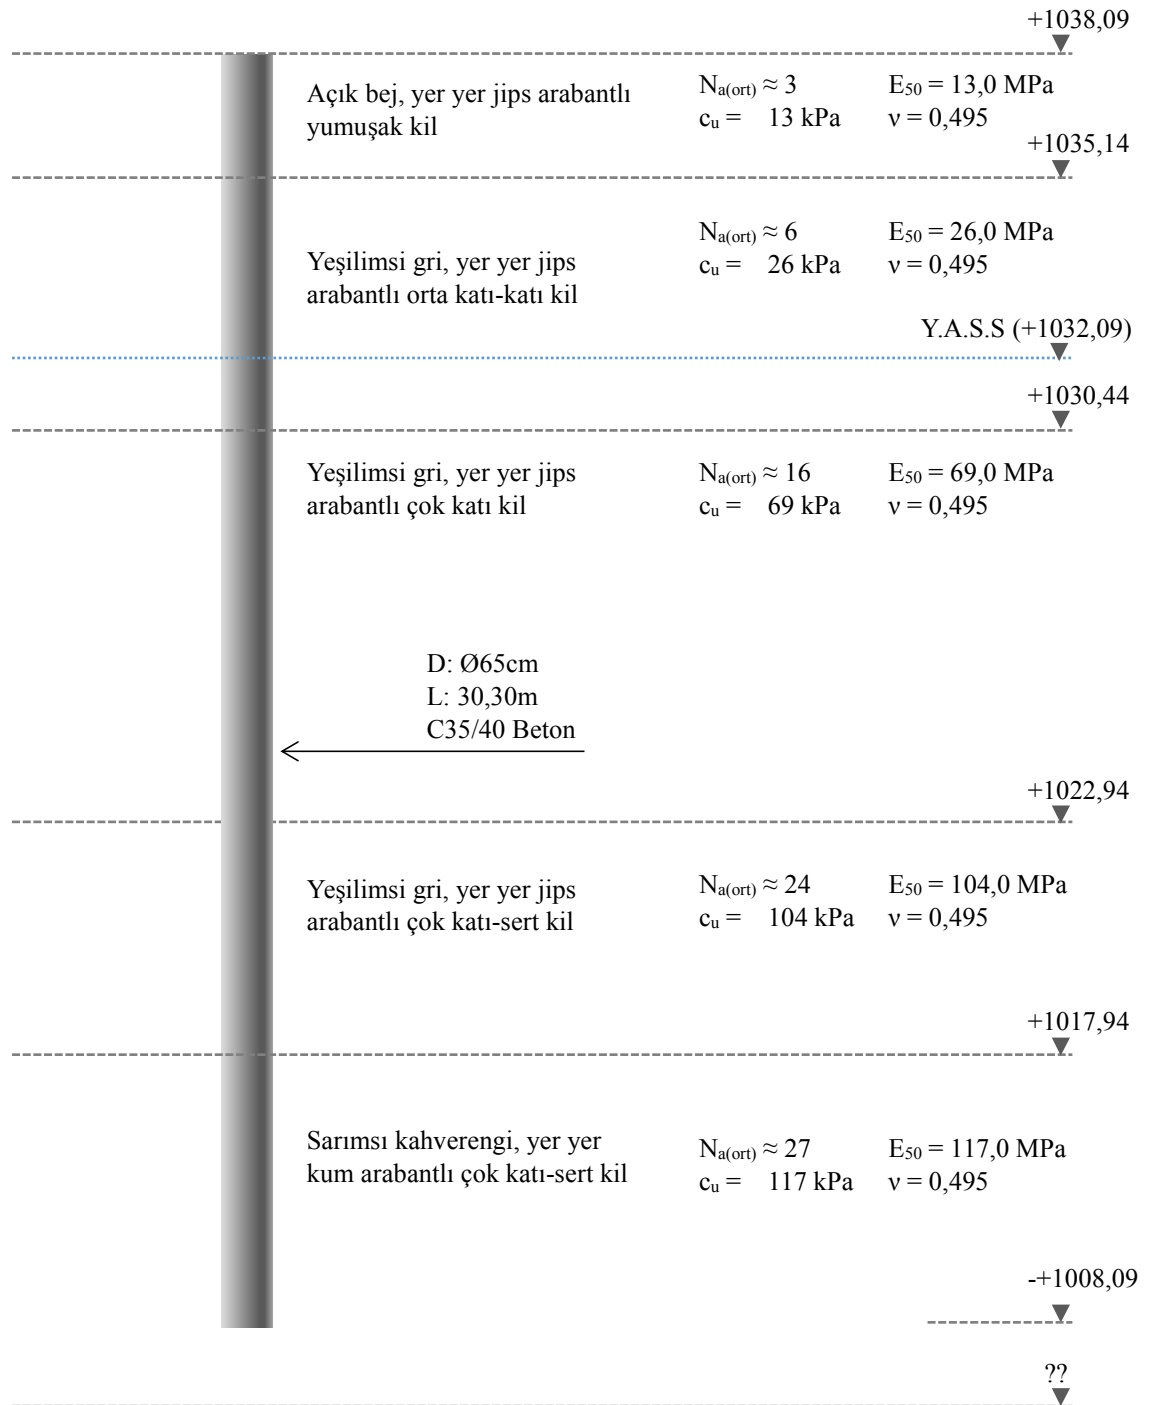 +1038,09
Açık bej, yer yer jips arabantlı
yumuşak kil
Na(ort) ≈ 3
cu = 13 kPa
E50 = 13,0 MPa
ν = 0,495
+1035,14
Yeşilimsi gri, yer yer jips
arabantlı orta katı-katı kil
Na(ort) ≈ 6
cu = 26 kPa
E50 = 26,0 MPa
ν = 0,495
Y.A.S.S (+1032,09)
+1030,44
Yeşilimsi gri, yer yer jips
arabantlı çok katı kil
Na(ort) ≈ 16
cu = 69 kPa
E50 = 69,0 MPa
ν = 0,495
D: Ø65cm
L: 30,30m
C35/40 Beton
+1022,94
Yeşilimsi gri, yer yer jips
arabantlı çok katı-sert kil
Na(ort) ≈ 24
cu = 104 kPa
E50 = 104,0 MPa
ν = 0,495
+1017,94
Sarımsı kahverengi, yer yer
kum arabantlı çok katı-sert kil
Na(ort) ≈ 27
cu = 117 kPa
E50 = 117,0 MPa
ν = 0,495
-+1008,09
??